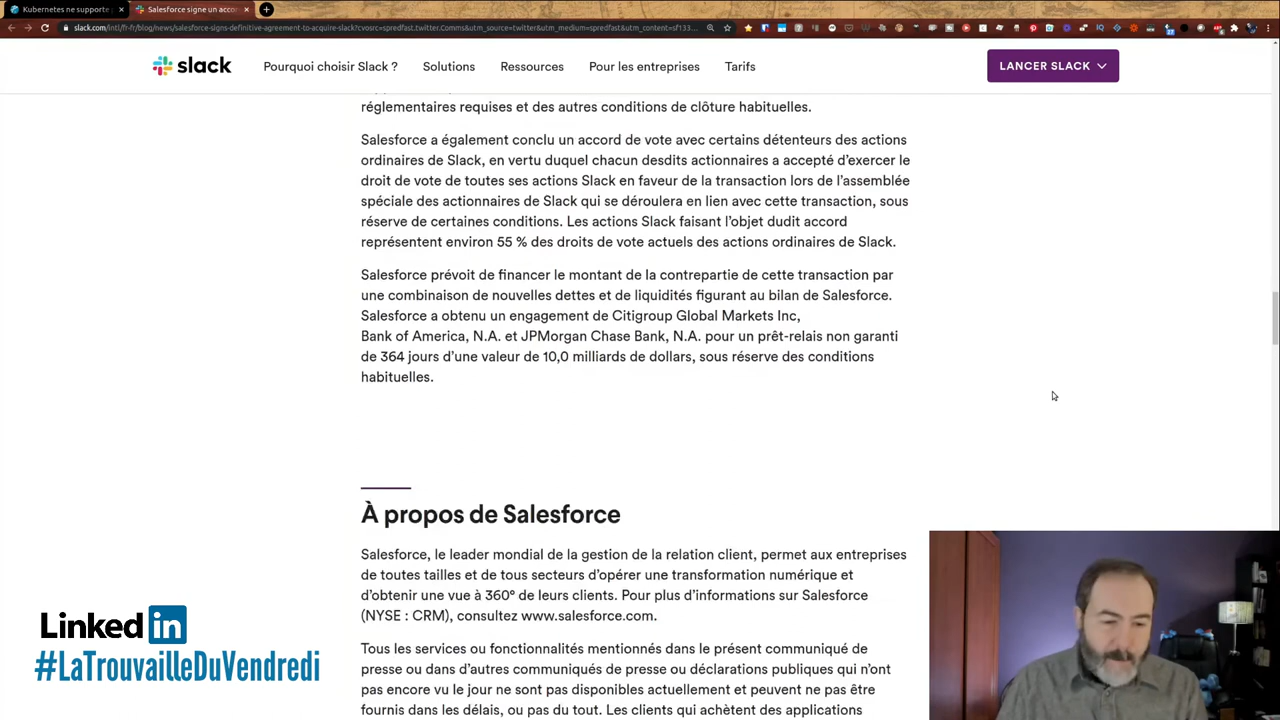 Kubernetes ne supporte
Salesforce signe un accor
slack.com/intl/fr-fr/blog/news/salesforce-signs-definitive-agreement-to-acquire-slack?cvosrc=spredfast.twitter.Comms&utm_source=twitter&utm_medium=spredfast&utm_content=sf133...
slack
Pourquoi choisir Slack ?
Solutions
Ressources
Pour les entreprises
Tarifs
LANCER SLACK
réglementaires requises et des autres conditions de clôture habituelles.
Salesforce a également conclu un accord de vote avec certains détenteurs des actions
ordinaires de Slack, en vertu duquel chacun desdits actionnaires a accepté d’exercer le
droit de vote de toutes ses actions Slack en faveur de la transaction lors de l’assemblée
spéciale des actionnaires de Slack qui se déroulera en lien avec cette transaction, sous
réserve de certaines conditions. Les actions Slack faisant l’objet dudit accord
représentent environ 55 % des droits de vote actuels des actions ordinaires de Slack.
Salesforce prévoit de financer le montant de la contrepartie de cette transaction par
une combinaison de nouvelles dettes et de liquidités figurant au bilan de Salesforce.
Salesforce a obtenu un engagement de Citigroup Global Markets Inc,
Bank of America, N.A. et JPMorgan Chase Bank, N.A. pour un prêt-relais non garanti
de 364 jours d’une valeur de 10,0 milliards de dollars, sous réserve des conditions
habituelles.
À propos de Salesforce
Salesforce, le leader mondial de la gestion de la relation client, permet aux entreprises
de toutes tailles et de tous secteurs d’opérer une transformation numérique et
d’obtenir une vue à 360° de leurs clients. Pour plus d’informations sur Salesforce
(NYSE : CRM), consultez www.salesforce.com.
Tous les services ou fonctionnalités mentionnés dans le présent communiqué de
presse ou dans d’autres communiqués de presse ou déclarations publiques qui n’ont
pas encore vu le jour ne sont pas disponibles actuellement et peuvent ne pas être
fournis dans les délais, ou pas du tout. Les clients qui achètent des applications
Linked in
#LaTrouvailleDuVendredi